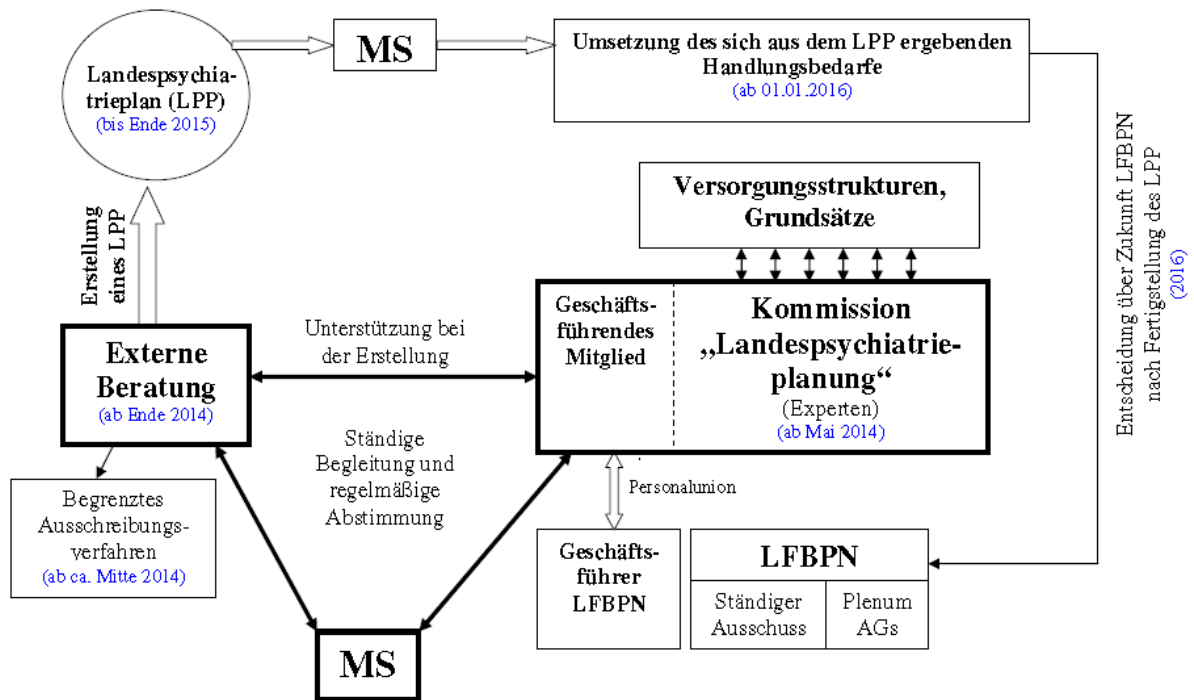 Landespsychia-
trieplan (LPP)
(bis Ende 2015)
MS
Umsetzung des sich aus dem LPP ergebenden
Handlungsbedarfe
(ab 01.01.2016)
Entscheidung über Zukunft LFBPN
nach Fertigstellung des LPP
(2016)
Versorgungsstrukturen,
Grundsätze
Erstellung
eines LPP
Externe
Beratung
(ab Ende 2014)
Unterstützung bei
der Erstellung
Geschäfts-
führendes
Mitglied
Kommission
„Landespsychiatrie-
planung“
(Experten)
(ab Mai 2014)
Ständige
Begleitung und
regelmäßige
Abstimmung
Begrenztes
Ausschreibungs-
verfahren
(ab ca. Mitte 2014)
Personalunion
Geschäfts-
führer
LFBPN
LFBPN
Ständiger
Ausschuss
Plenum
AGs
MS